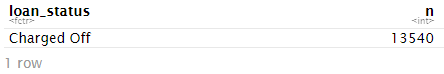 loan_status n
<fctr> <int>
Charged Off 13540
1 row